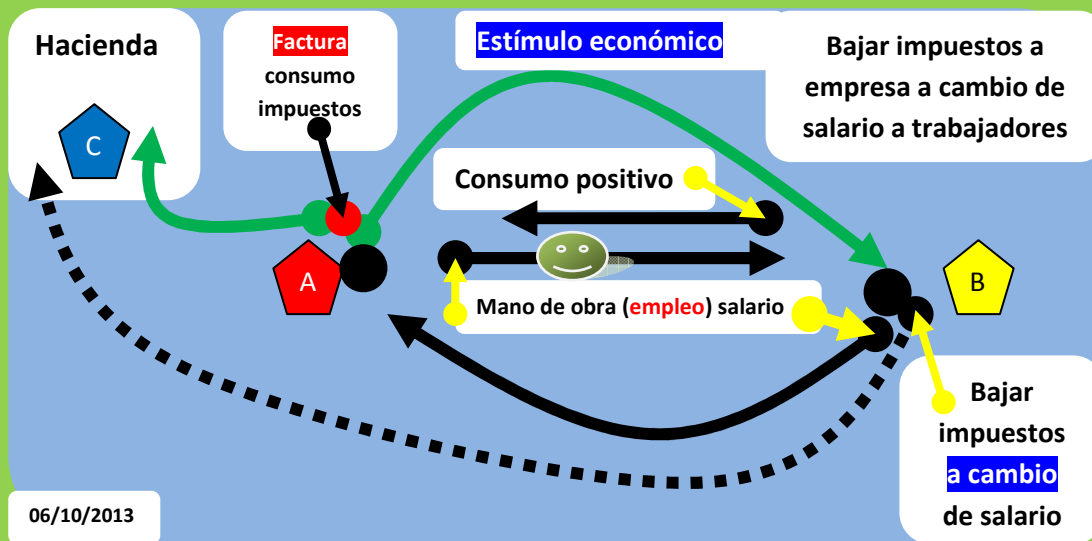 Hacienda
C
Factura
consumo
impuestos
Estímulo económico
Bajar impuestos a
empresa a cambio de
salario a trabajadores
Consumo positivo
A
B
Mano de obra (empleo) salario
Bajar
impuestos
a cambio
de salario
06/10/2013